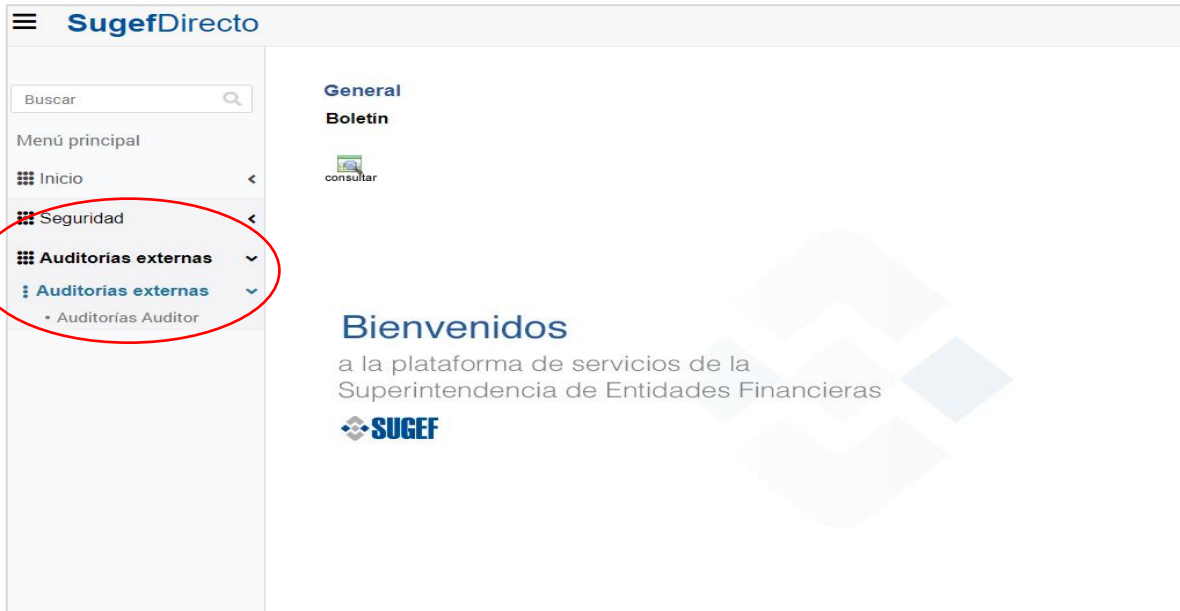 SugefDirecto
Buscar
Menú principal
Inicio
Seguridad
Auditorías externas
Auditorías externas
Auditorías Auditor
General
Boletín
consultar
Bienvenidos
a la plataforma de servicios de la
Superintendencia de Entidades Financieras
SUGEF